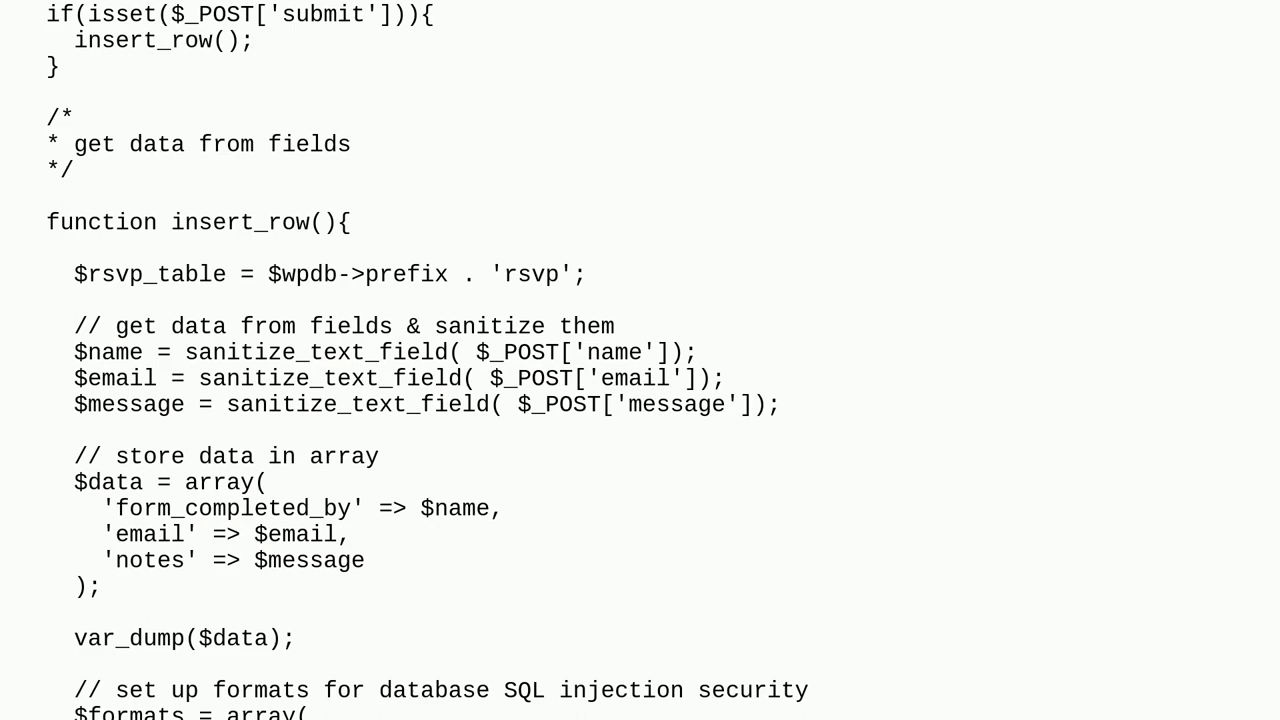 if(isset($_POST['submit'])){
insert_row();
}
/*
* get data from fields
*/
function insert_row(){
$rsvp_table = $wpdb->prefix . 'rsvp';
// get data from fields & sanitize them
$name = sanitize_text_field( $_POST['name']);
$email = sanitize_text_field( $_POST['email']);
$message = sanitize_text_field( $_POST['message']);
// store data in array
$data = array(
'form_completed_by' => $name,
'email' => $email,
'notes' => $message
);
var_dump($data);
// set up formats for database SQL injection security
$formats = array(